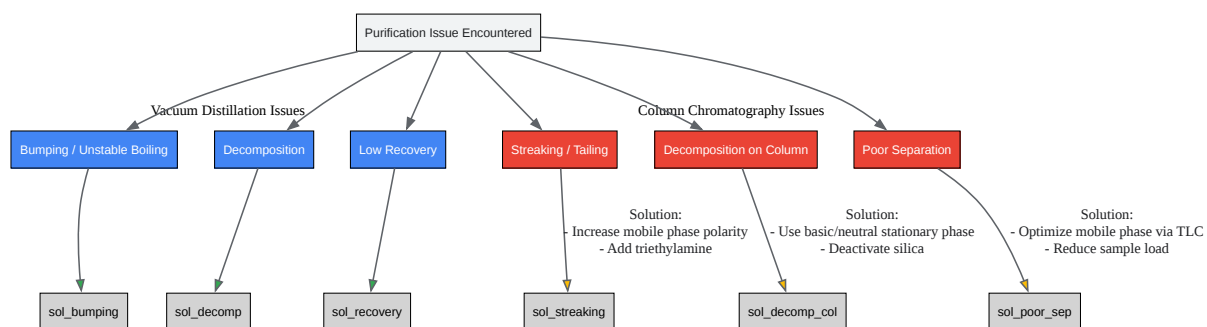 Purification Issue Encountered
Vacuum Distillation Issues
Column Chromatography Issues
Bumping / Unstable Boiling
Decomposition
Low Recovery
Streaking / Tailing
Decomposition on Column
Poor Separation
Solution:
- Increase mobile phase polarity
- Add triethylamine
Solution:
- Use basic/neutral stationary phase
- Deactivate silica
Solution:
- Optimize mobile phase via TLC
- Reduce sample load
sol_bumping
sol_decomp
sol_recovery
sol_streaking
sol_decomp_col
sol_poor_sep